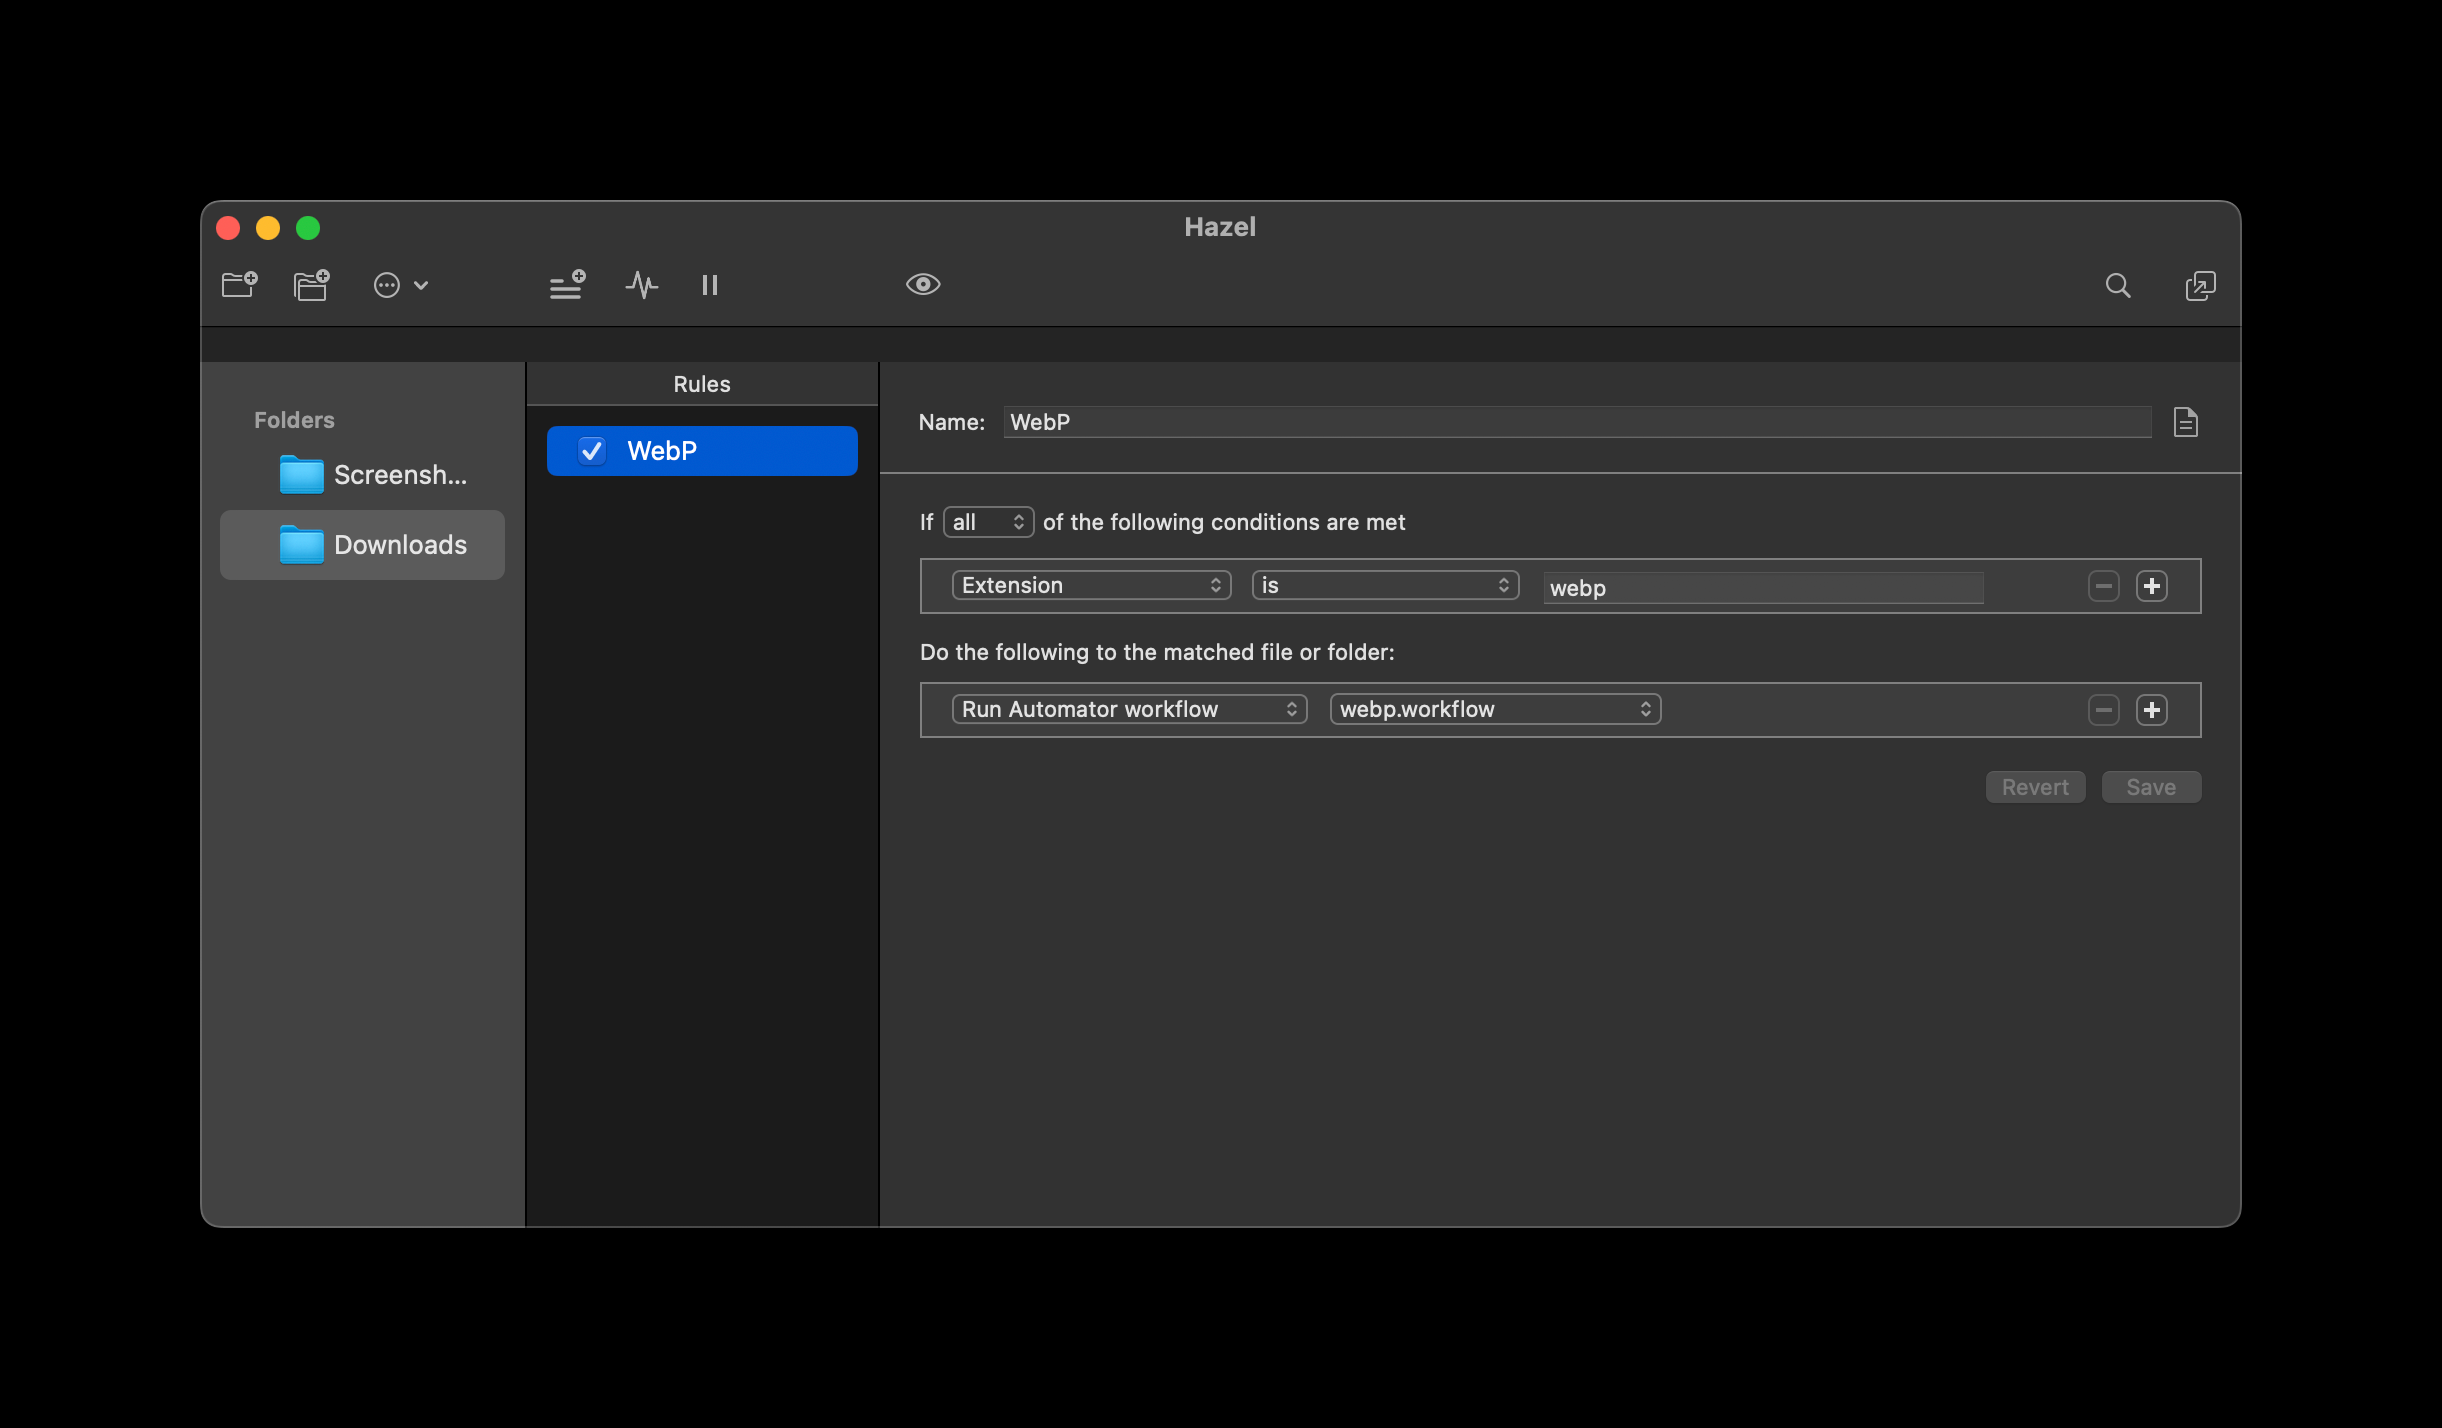 Hazel
Folders
Screensh...
Downloads
Rules
WebP
Name: WebP
If all of the following conditions are met
Extension is webp
Do the following to the matched file or folder:
Run Automator workflow webp.workflow
Revert Save